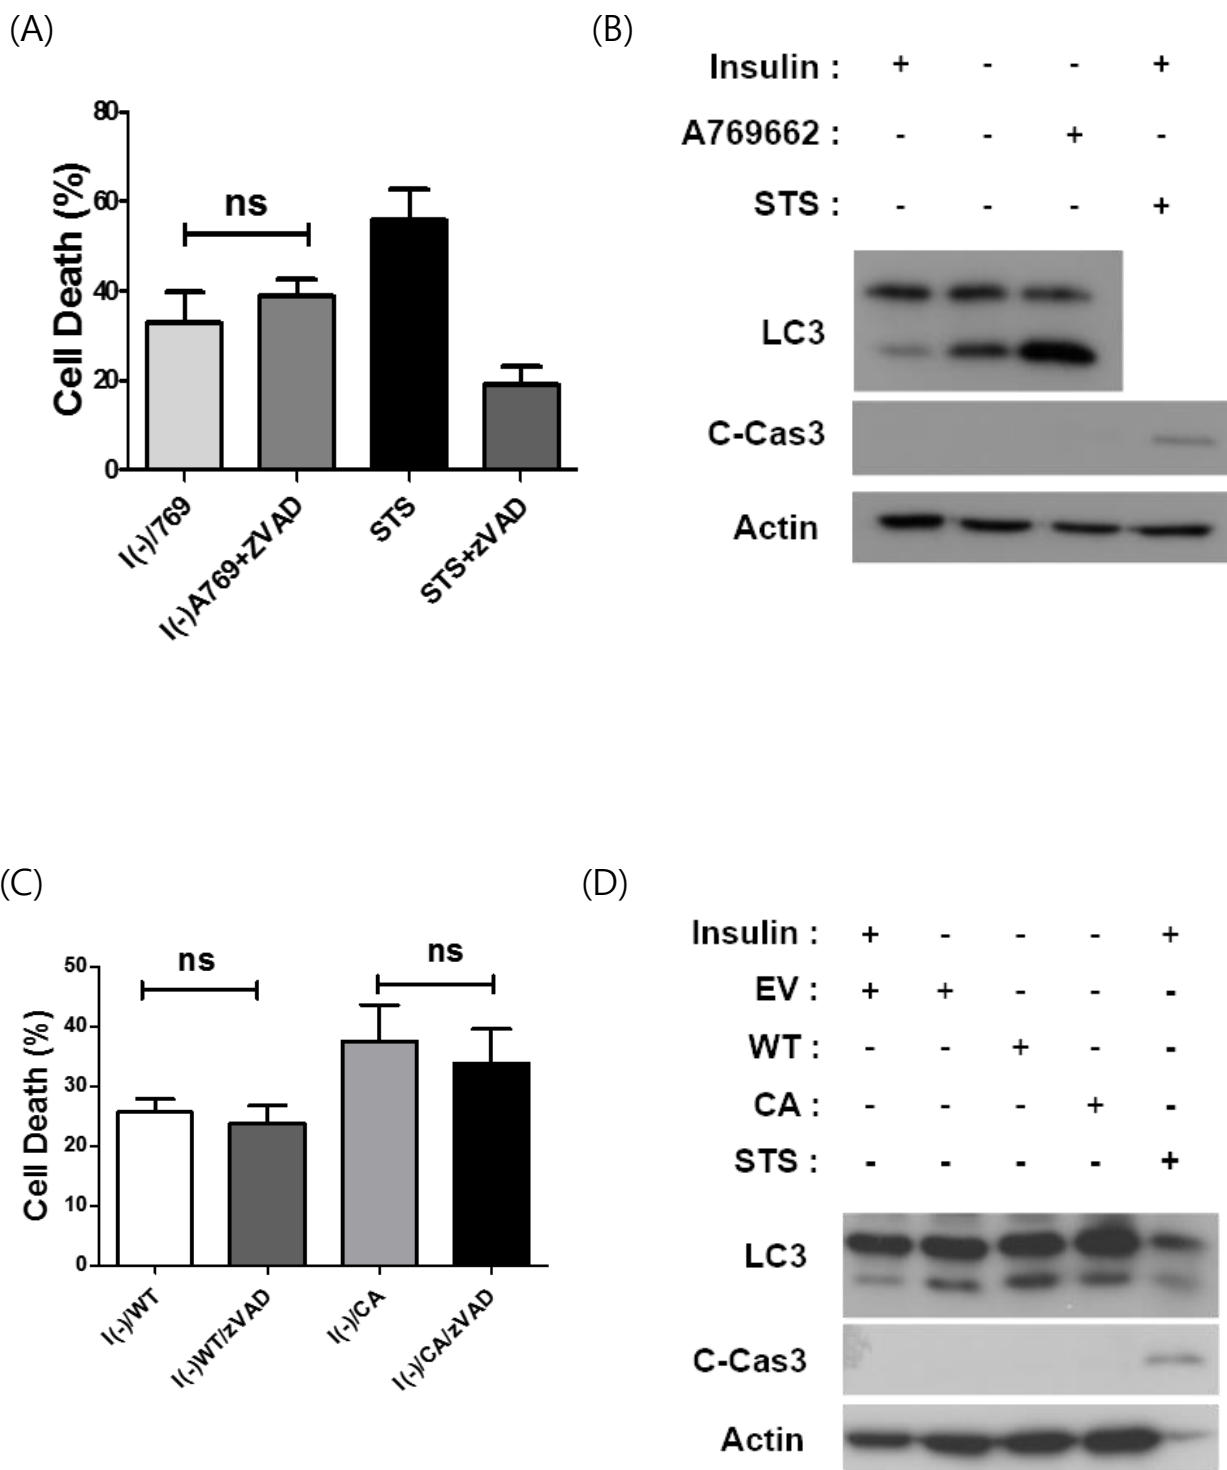 (A)
80
60
40
20
0
Cell Death (%)
ns
I(-)/769
I(-)A769+ZVAD
STS
STS+zVAD
(B)
Insulin : + - - +
A769662 : - - + -
STS : - - - +
LC3
C-Cas3
Actin
(C)
50
40
30
20
10
0
Cell Death (%)
ns
ns
I(-)/WT
I(-)WT/zVAD
I(-)/CA
I(-)/CA/zVAD
(D)
Insulin : + - - - +
EV : + + - - -
WT : - - + - -
CA : - - - + -
STS : - - - - +
LC3
C-Cas3
Actin